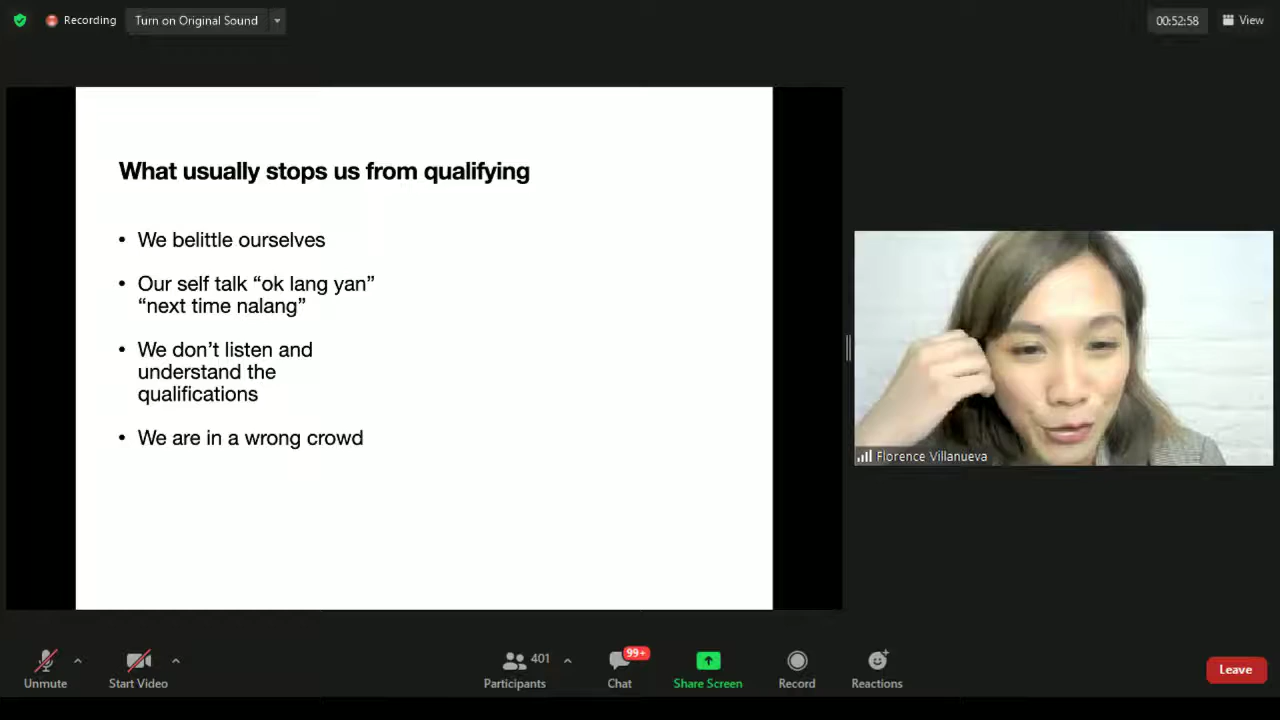 Recording
Turn on Original Sound
00:52:58
View
What usually stops us from qualifying
• We belittle ourselves
• Our self talk “ok lang yan”
“next time nalang”
• We don’t listen and
understand the
qualifications
• We are in a wrong crowd
Florence Villanueva
Unmute
Start Video
401
Participants
99+
Chat
Share Screen
Record
Reactions
Leave